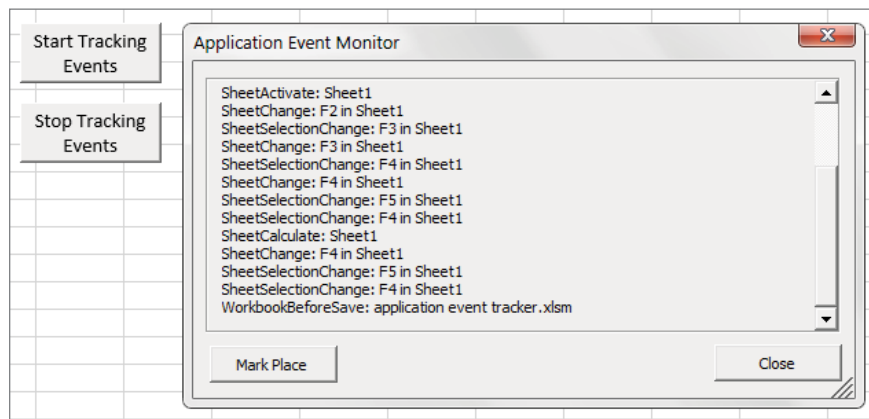 Start Tracking
Events
Stop Tracking
Events
Application Event Monitor
SheetActivate: Sheet1
SheetChange: F2 in Sheet1
SheetSelectionChange: F3 in Sheet1
SheetChange: F3 in Sheet1
SheetSelectionChange: F4 in Sheet1
SheetChange: F4 in Sheet1
SheetSelectionChange: F5 in Sheet1
SheetSelectionChange: F4 in Sheet1
SheetCalculate: Sheet1
SheetChange: F4 in Sheet1
SheetSelectionChange: F5 in Sheet1
SheetSelectionChange: F4 in Sheet1
WorkbookBeforeSave: application event tracker.xlsm
Mark Place
Close